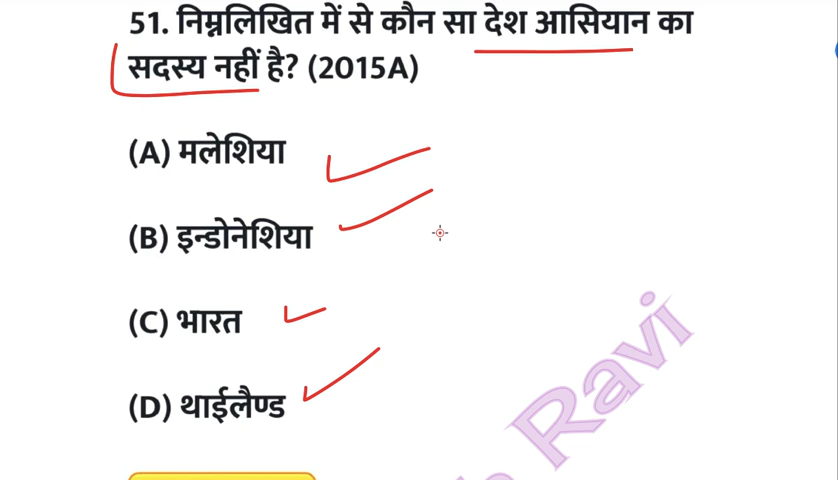 51. निम्नलिखित में से कौन सा देश आसियान का
सदस्य नहीं है? (2015A)
(A) मलेशिया
(B) इन्डोनेशिया
(C) भारत
(D) थाईलैण्ड
Ravi